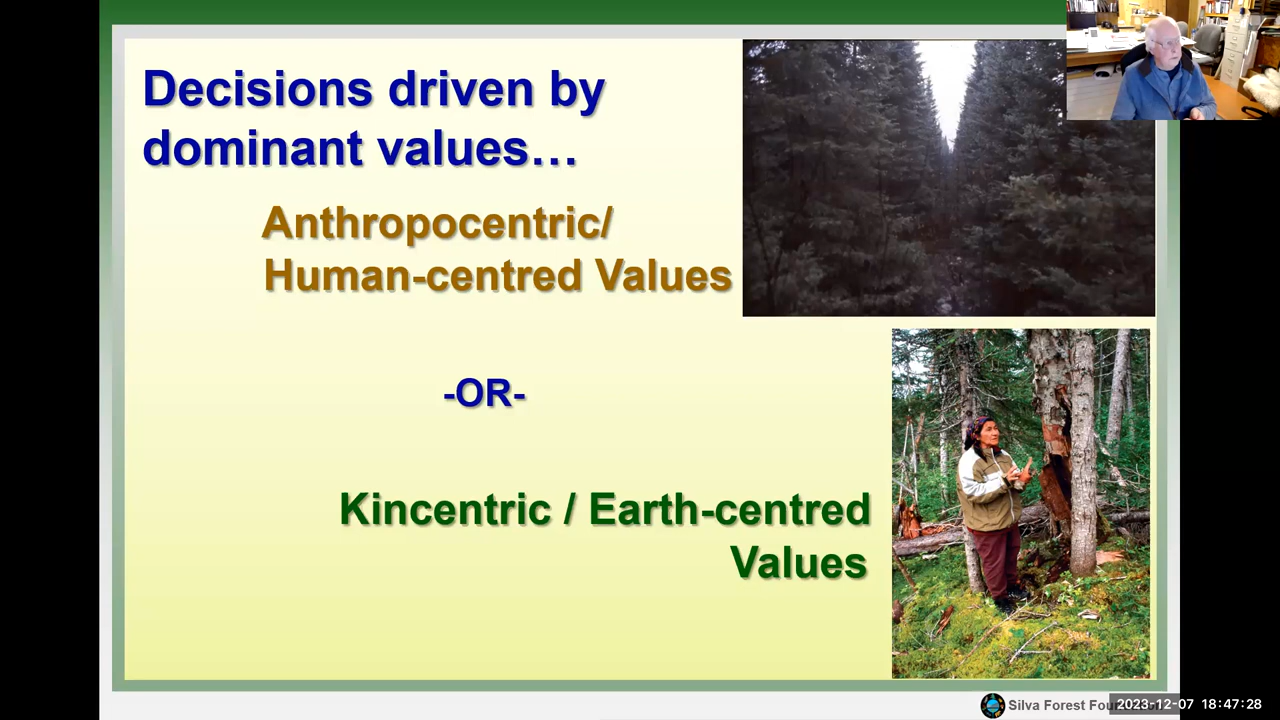 Decisions driven by
dominant values…
Anthropocentric/
Human-centred Values
-OR-
Kincentric / Earth-centred
Values
Silva Forest
2023-12-07 18:47:28